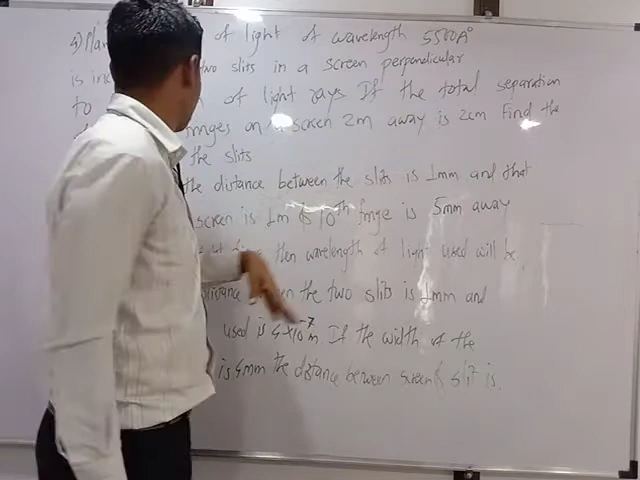 4) Plan of light of wavelength 5500A°
is in two slits in a screen perpendicular
to of light rays If the total separation
fringes on a screen 2m away is 2cm Find the
the slits
the distance between the slits is 1mm and that
screen is 1m & 10th fringe is 5mm away
then wavelength of light used will be
distance the two slits is 1mm and
used is 5×10⁻⁷m. If the width of the
is 5mm the distance between screen & slit is.